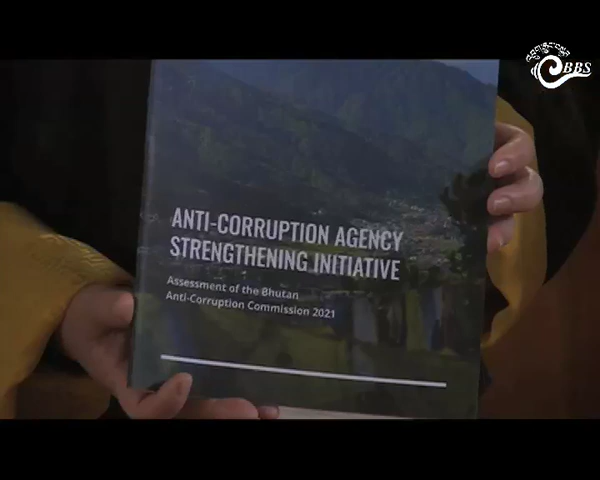 BBS
ANTI-CORRUPTION AGENCY
STRENGTHENING INITIATIVE
Assessment of the Bhutan
Anti-Corruption Commission 2021